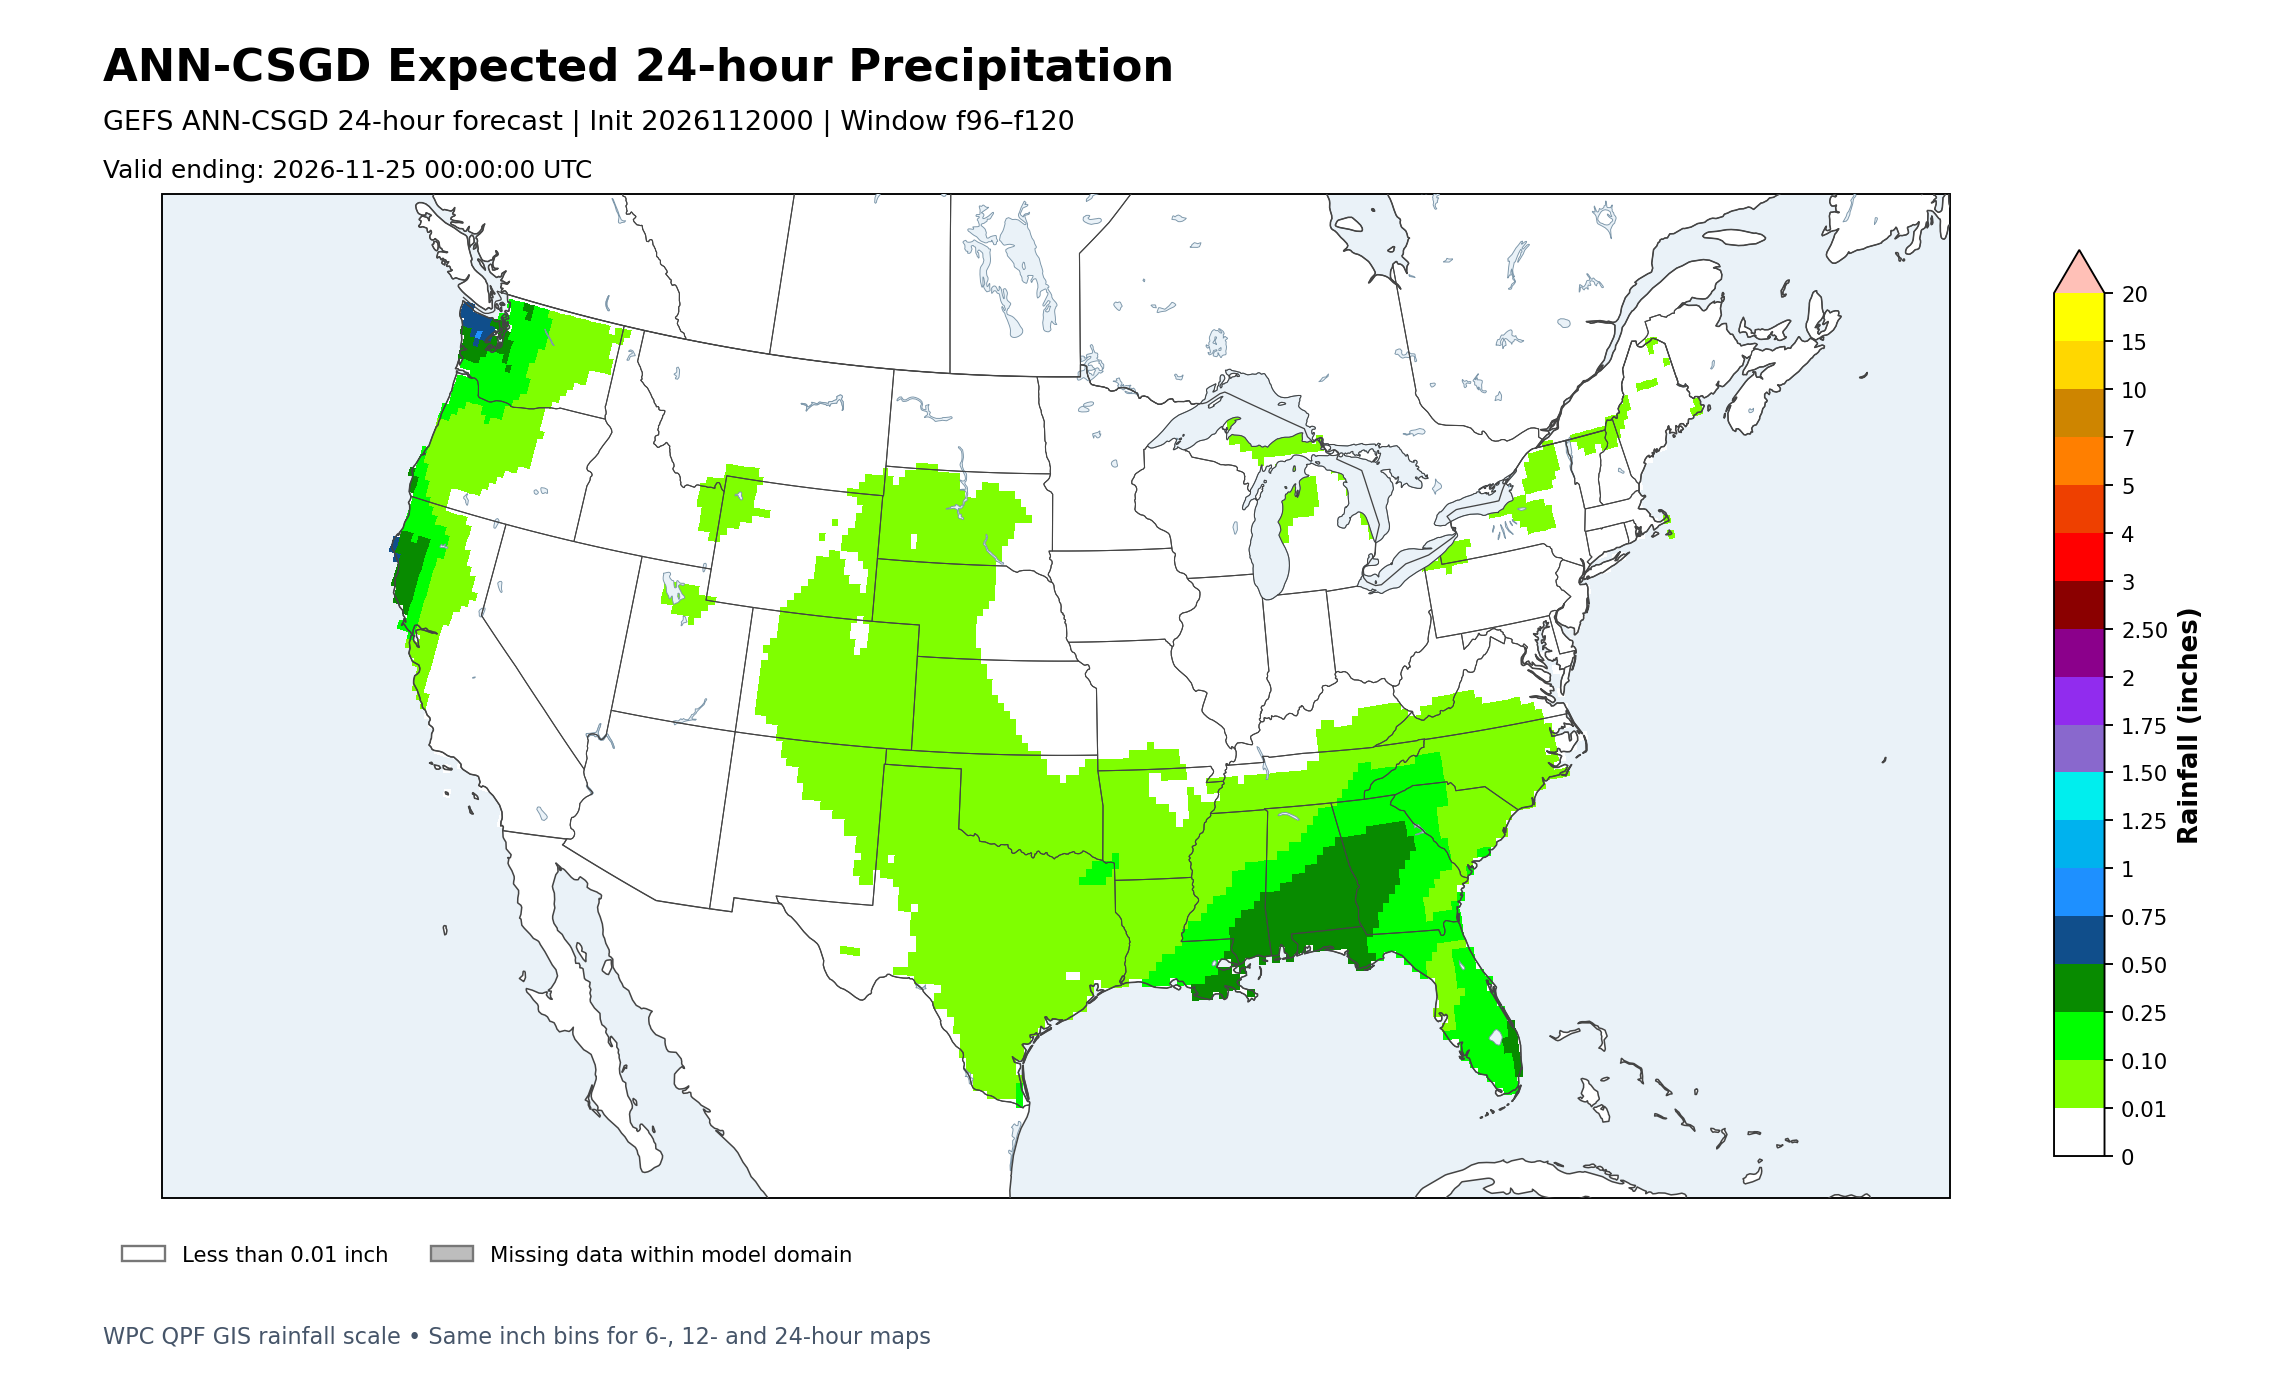 ANN-CSGD Expected 24-hour Precipitation
GEFS ANN-CSGD 24-hour forecast | Init 2026112000 | Window f96–f120
Valid ending: 2026-11-25 00:00:00 UTC
20
15
10
7
5
4
3
2.50
2
1.75
1.50
1.25
1
0.75
0.50
0.25
0.10
0.01
0
Rainfall (inches)
Less than 0.01 inch
Missing data within model domain
WPC QPF GIS rainfall scale • Same inch bins for 6-, 12- and 24-hour maps